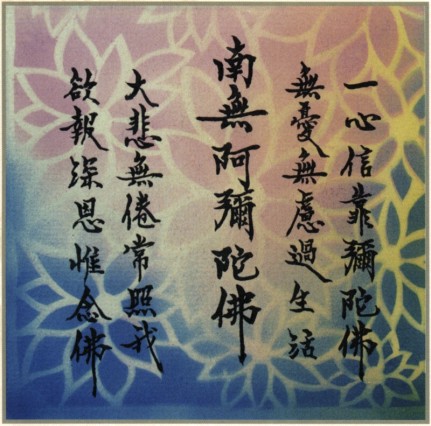 一心信靠彌陀佛
無憂無慮過生活
南無阿彌陀佛
大悲無倦常照我
欲報深恩惟念佛